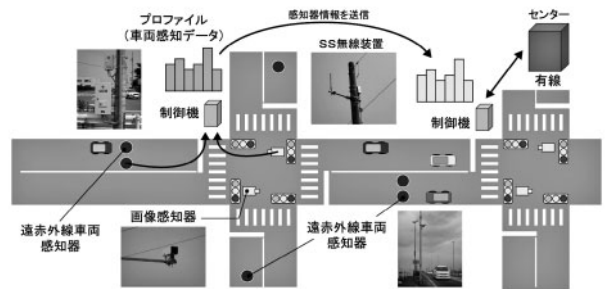 プロファイル
(車両感知データ)
感知器情報を送信
センター
SS無線装置
有線
制御機
制御機
画像感知器
遠赤外線車両
感知器
遠赤外線車両
感知器